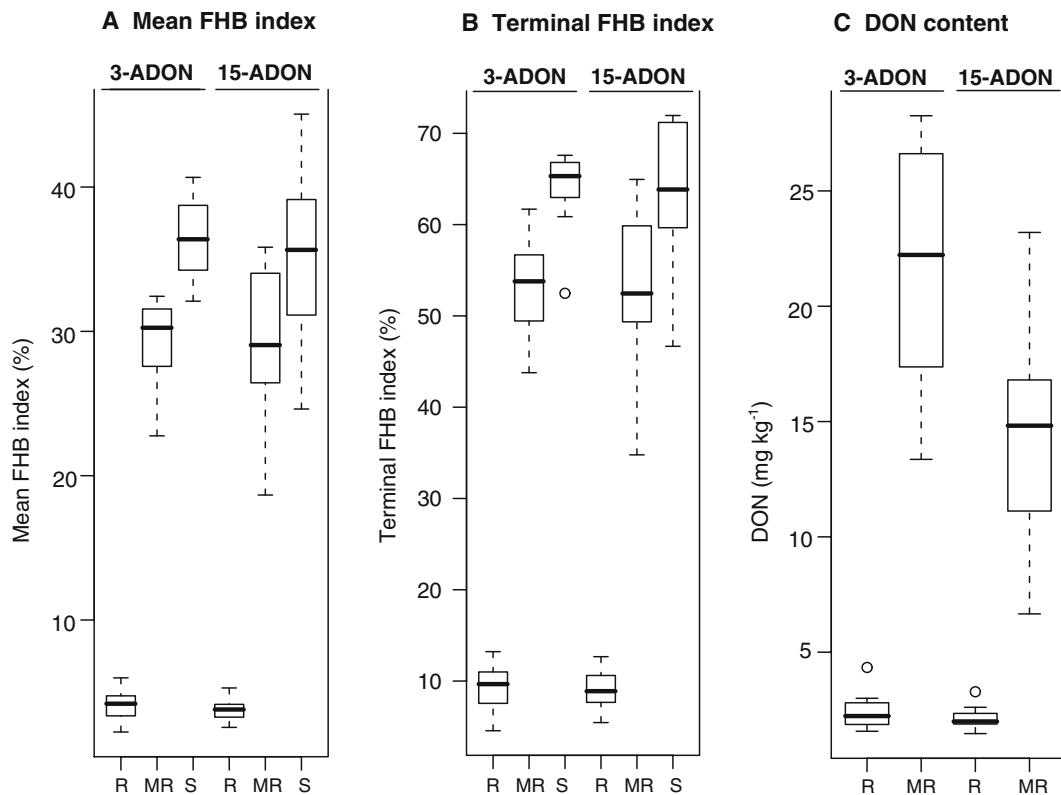 A Mean FHB index
3-ADON 15-ADON
Mean FHB index (%)
40
30
20
10
R MR S R MR S
B Terminal FHB index
3-ADON 15-ADON
Terminal FHB index (%)
70
60
50
40
30
20
10
R MR S R MR S
C DON content
3-ADON 15-ADON
DON (mg kg⁻¹)
25
20
15
10
5
R MR R MR